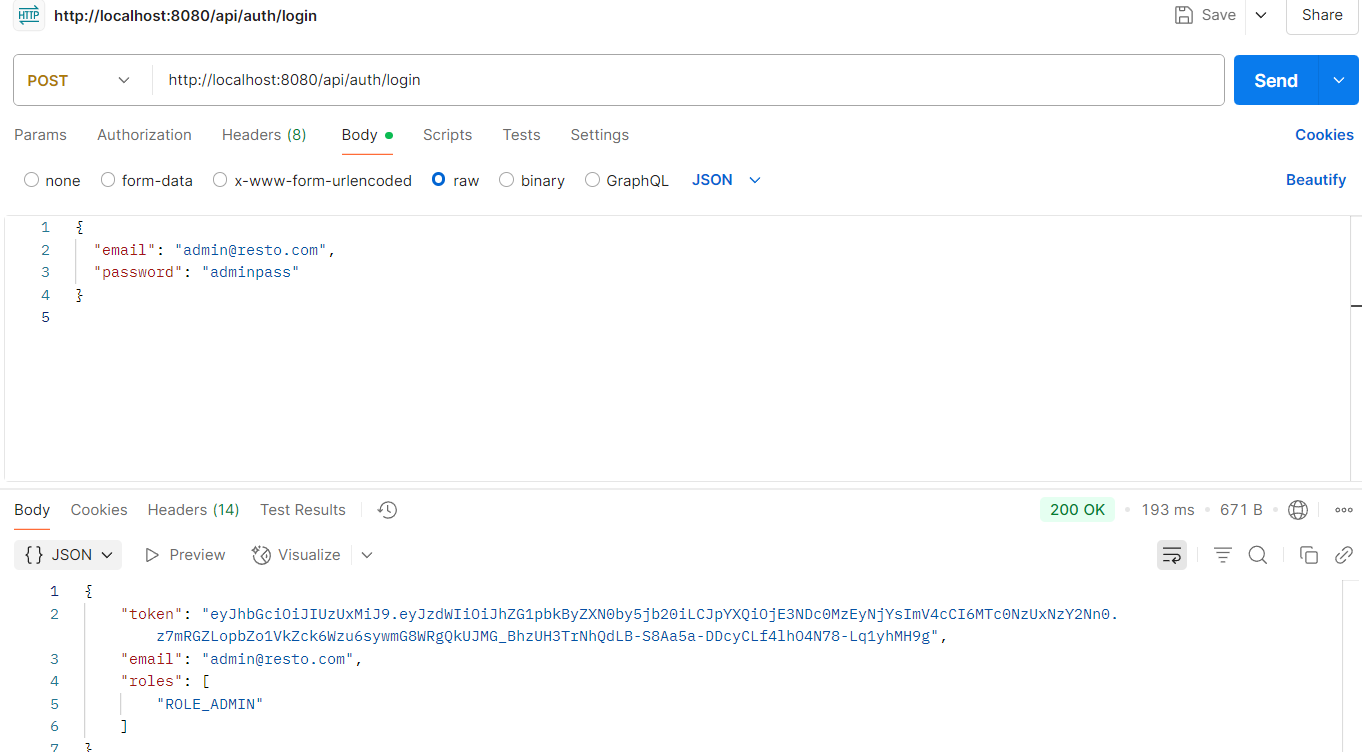 HTTP http://localhost:8080/api/auth/login Save Share
POST http://localhost:8080/api/auth/login Send
Params Authorization Headers (8) Body Scripts Tests Settings Cookies
none form-data x-www-form-urlencoded raw binary GraphQL JSON Beautify
1 {
2 "email": "admin@resto.com",
3 "password": "adminpass"
4 }
5
Body Cookies Headers (14) Test Results 200 OK 193 ms 671 B
{} JSON Preview Visualize
1 {
2 "token": "eyJhbGciOiJIUzUxMiJ9.eyJzdWIiOiJhZG1pbkByZXN0by5jb20iLCJpYXQiOjE3NDc0MzEyNjYsImV4cCI6MTc0NzUxNzY2Nn0.
z7mRGZLopbZo1VkZck6Wzu6sywmG8WRgQkUJMG_BhzUH3TrNhQdLB-S8Aa5a-DDcyCLf4lhO4N78-Lq1yhMH9g",
3 "email": "admin@resto.com",
4 "roles": [
5 "ROLE_ADMIN"
6 ]
7 }